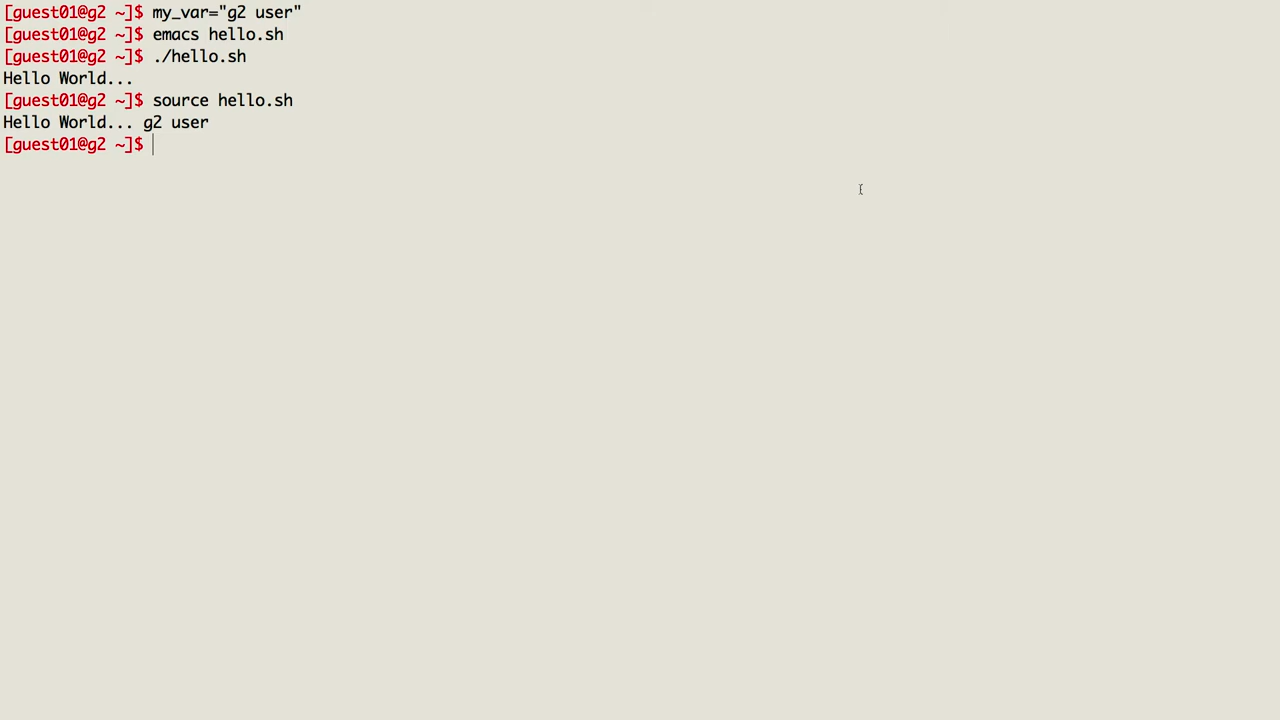 [guest01@g2 ~]$ my_var="g2 user"
[guest01@g2 ~]$ emacs hello.sh
[guest01@g2 ~]$ ./hello.sh
Hello World...
[guest01@g2 ~]$ source hello.sh
Hello World... g2 user
[guest01@g2 ~]$